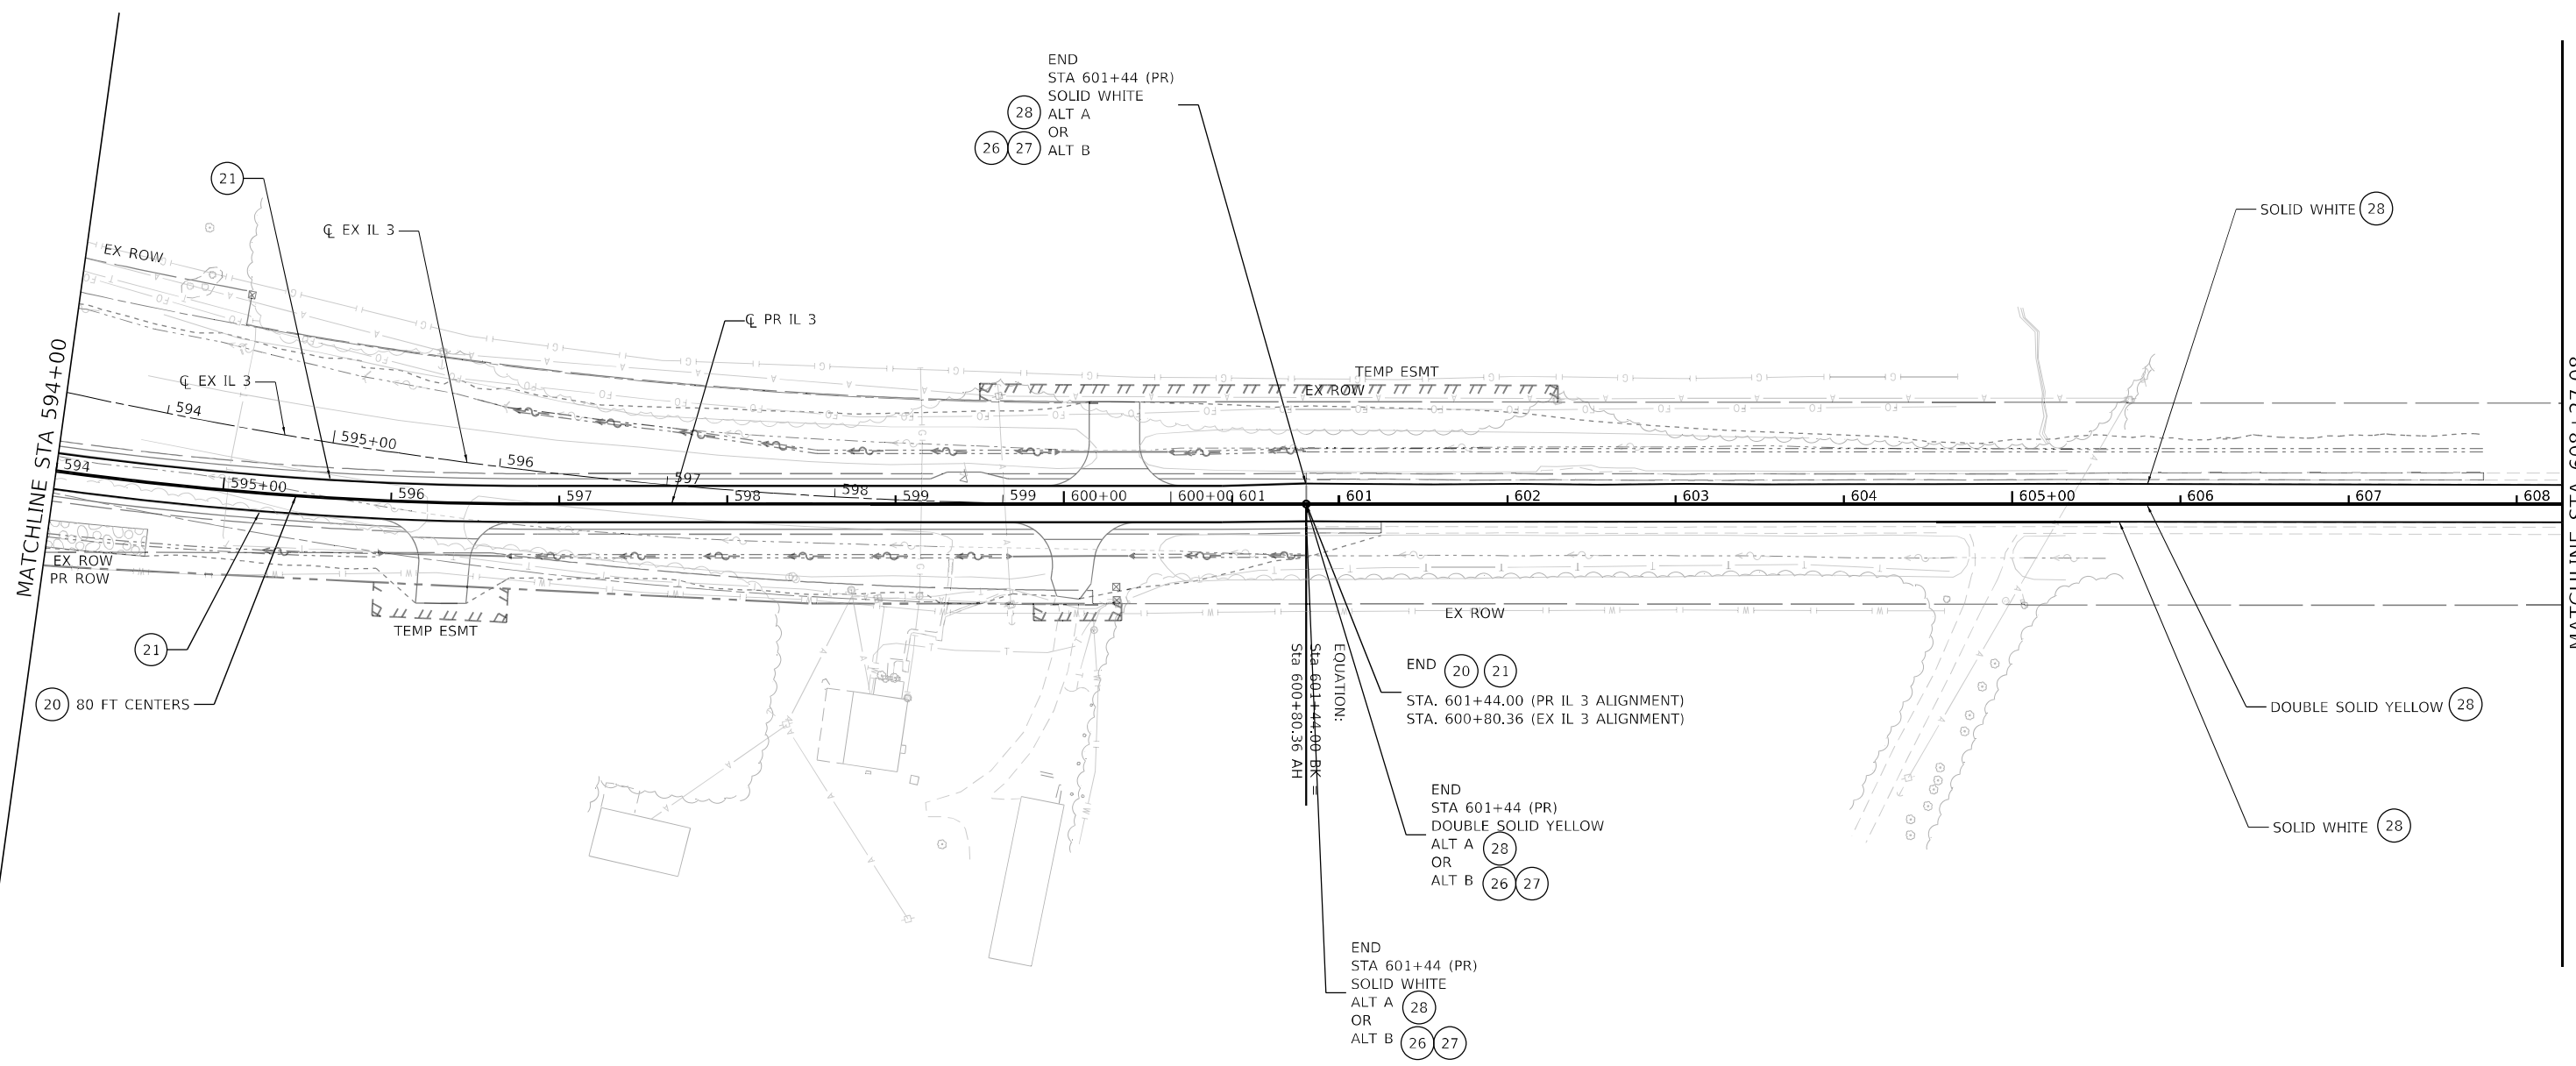 END
STA 601+44 (PR)
SOLID WHITE
28
ALT A
OR
26 27
ALT B
21
℄ EX IL 3
SOLID WHITE 28
EX ROW
℄ PR IL 3
TEMP ESMT
EX ROW
℄ EX IL 3
594
595+00
596
597
598
599
600+00
MATCHLINE STA 594+00
594
595+00
596
597
598
599
600+00
601
601
602
603
604
605+00
606
607
608
MATCHLINE STA 608+27.08
EX ROW
PR ROW
TEMP ESMT
EX ROW
21
20 80 FT CENTERS
EQUATION:
Sta 601+44.00 BK =
Sta 600+80.36 AH
END 20 21
STA. 601+44.00 (PR IL 3 ALIGNMENT)
STA. 600+80.36 (EX IL 3 ALIGNMENT)
DOUBLE SOLID YELLOW 28
END
STA 601+44 (PR)
DOUBLE SOLID YELLOW
ALT A 28
OR
ALT B 26 27
SOLID WHITE 28
END
STA 601+44 (PR)
SOLID WHITE
ALT A 28
OR
ALT B 26 27